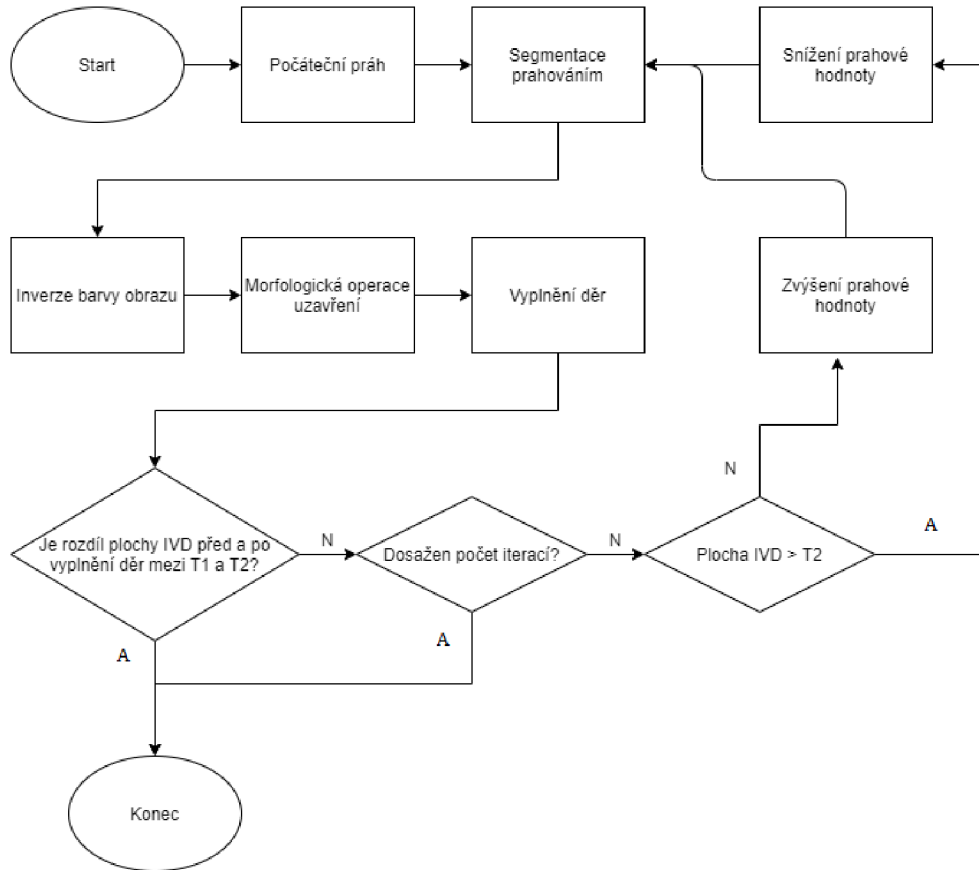 Start
Počáteční práh
Segmentace
prahováním
Snížení prahové
hodnoty
Inverze barvy obrazu
Morfologická operace
uzavření
Vyplnění děr
Zvýšení prahové
hodnoty
N
A
Je rozdíl plochy IVD před a po
vyplnění děr mezi T1 a T2?
N
Dosažen počet iterací?
N
Plocha IVD > T2
A
A
Konec